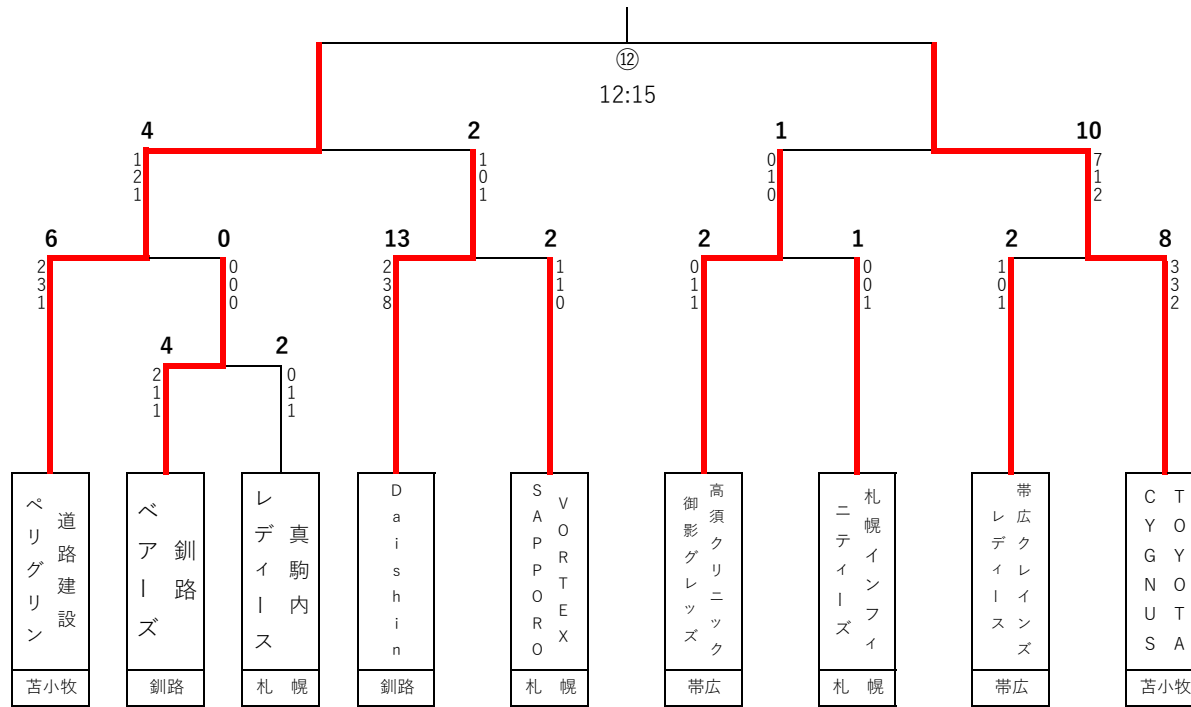 ⑫
12:15
4 2 1 10
1 1 0 7
2 0 1 1
1 1 0 2
6 0 13 2 2 1 2 8
2 0 2 1 0 0 1 3
3 0 3 1 1 0 0 3
1 0 8 0 1 1 1 2
4 2
2 0
1 1
1 1
道路建設
ペリグリン
釧路
ベアーズ
真駒内
レディース
Daishin
VORTEX
SAPPORO
高須クリニック
御影グレッズ
札幌インフィ
ニティーズ
帯広クレインズ
レディース
TOYOTA
CYGNUS
苫小牧 釧路 札 幌 釧路 札 幌 帯広 札 幌 帯広 苫小牧